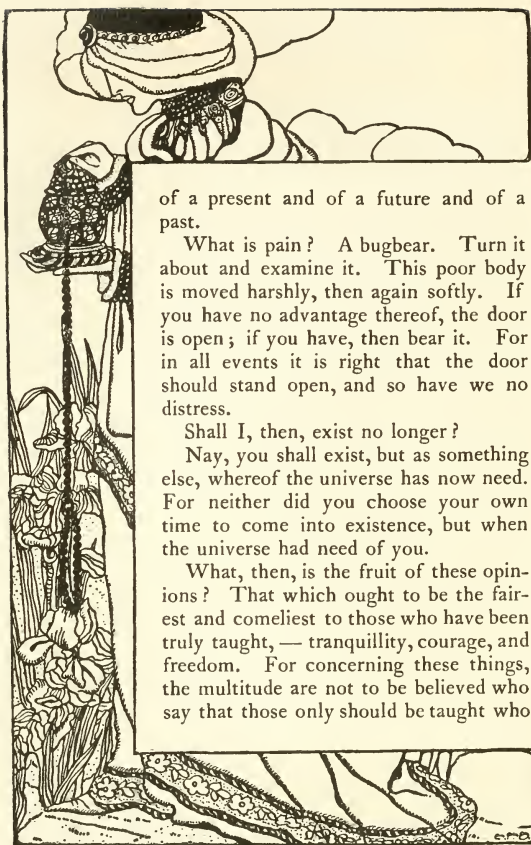 of a present and of a future and of a
past.
What is pain? A bugbear. Turn it
about and examine it. This poor body
is moved harshly, then again softly. If
you have no advantage thereof, the door
is open; if you have, then bear it. For
in all events it is right that the door
should stand open, and so have we no
distress.
Shall I, then, exist no longer?
Nay, you shall exist, but as something
else, whereof the universe has now need.
For neither did you choose your own
time to come into existence, but when
the universe had need of you.
What, then, is the fruit of these opin-
ions? That which ought to be the fair-
est and comeliest to those who have been
truly taught, — tranquillity, courage, and
freedom. For concerning these things,
the multitude are not to be believed who
say that those only should be taught who